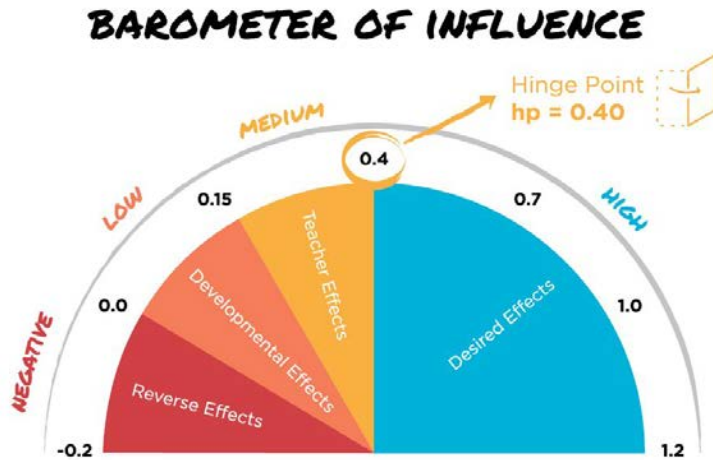 BAROMETER OF INFLUENCE
Hinge Point
hp = 0.40
MEDIUM
0.4
LOW
0.15
0.7
HIGH
Teacher Effects
Developmental Effects
Desired Effects
NEGATIVE
0.0
1.0
Reverse Effects
-0.2
1.2